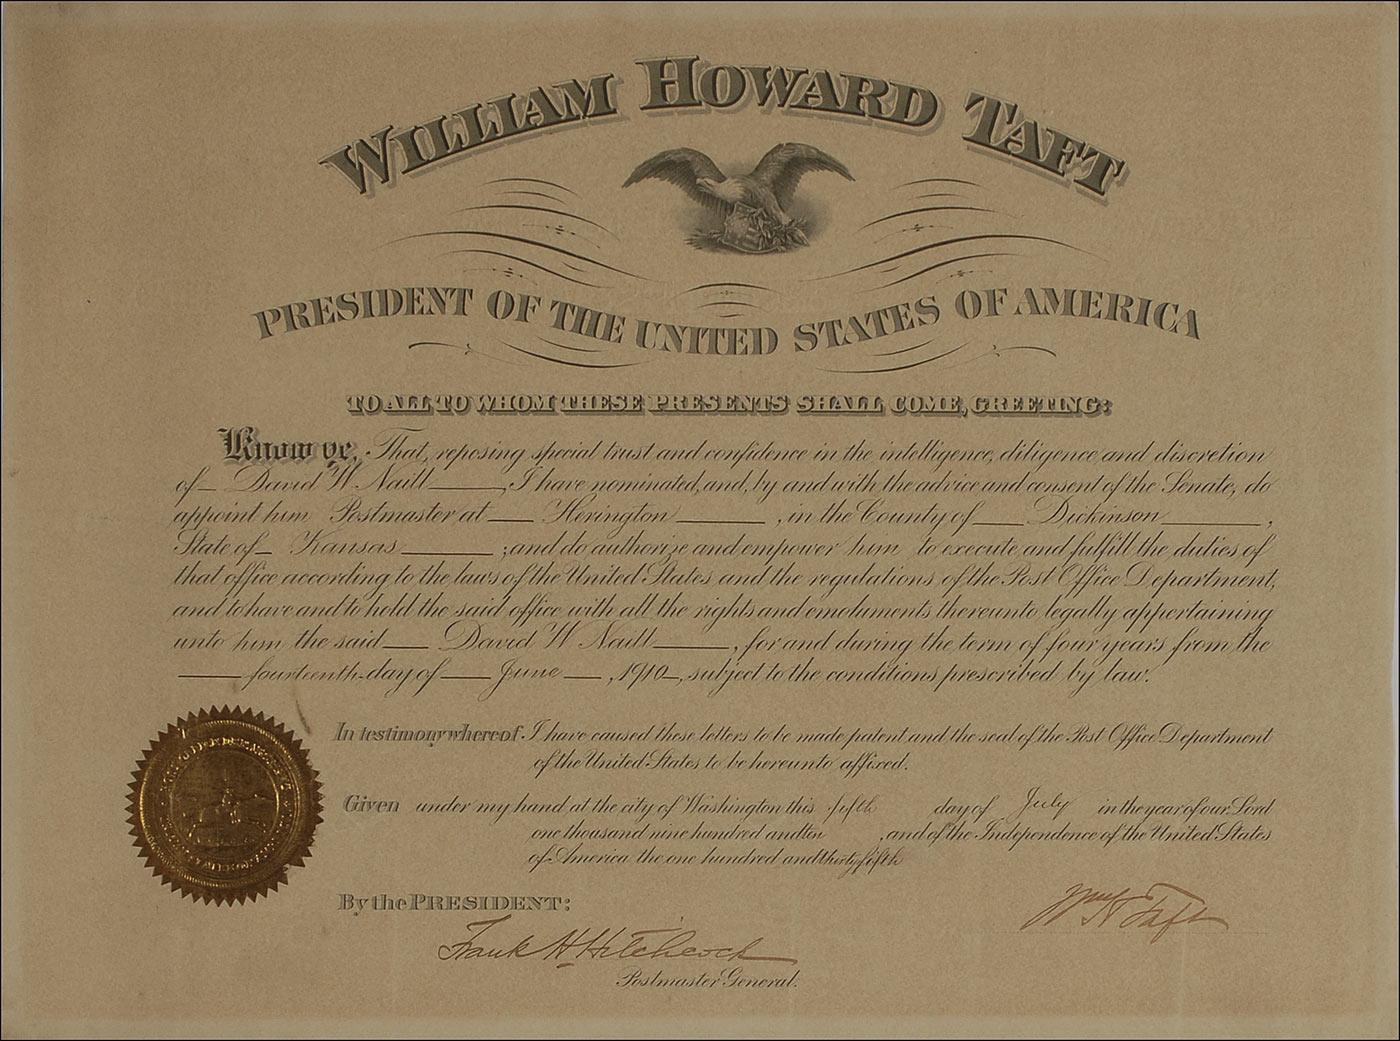 WILLIAM HOWARD TAFT
PRESIDENT OF THE UNITED STATES OF AMERICA
TO ALL TO WHOM THESE PRESENTS SHALL COME, GREETING:
Know ye, That, reposing special trust and confidence in the intelligence, diligence, and discretion
of David W Naill, I have nominated, and, by and with the advice and consent of the Senate, do
appoint him Postmaster at Herington, in the County of Dickinson,
State of Kansas; and do authorize and empower him to execute and fulfill the duties of
that office according to the laws of the United States and the regulations of the Post Office Department,
and to have and to hold the said office with all the rights and emoluments thereunto legally appertaining
unto him the said David W Naill, for and during the term of four years from the
fourteenth day of June, 1910, subject to the conditions prescribed by law.
In testimony whereof I have caused these letters to be made patent and the seal of the Post Office Department
of the United States to be hereunto affixed.
Given under my hand at the city of Washington this fifth day of July in the year of our Lord
one thousand nine hundred and ten, and of the Independence of the United States
of America the one hundred and thirty fifth
By the PRESIDENT:
Wm H Taft
Frank H Hitchcock
Postmaster General.